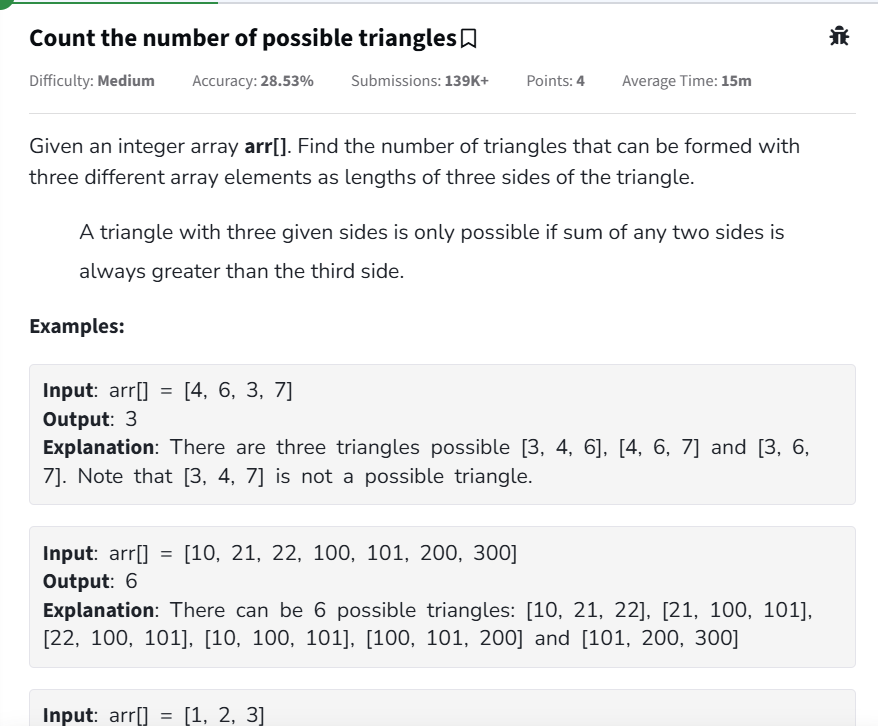 Count the number of possible triangles
Difficulty: Medium Accuracy: 28.53% Submissions: 139K+ Points: 4 Average Time: 15m
Given an integer array arr[]. Find the number of triangles that can be formed with
three different array elements as lengths of three sides of the triangle.
A triangle with three given sides is only possible if sum of any two sides is
always greater than the third side.
Examples:
Input: arr[] = [4, 6, 3, 7]
Output: 3
Explanation: There are three triangles possible [3, 4, 6], [4, 6, 7] and [3, 6,
7]. Note that [3, 4, 7] is not a possible triangle.
Input: arr[] = [10, 21, 22, 100, 101, 200, 300]
Output: 6
Explanation: There can be 6 possible triangles: [10, 21, 22], [21, 100, 101],
[22, 100, 101], [10, 100, 101], [100, 101, 200] and [101, 200, 300]
Input: arr[] = [1, 2, 3]